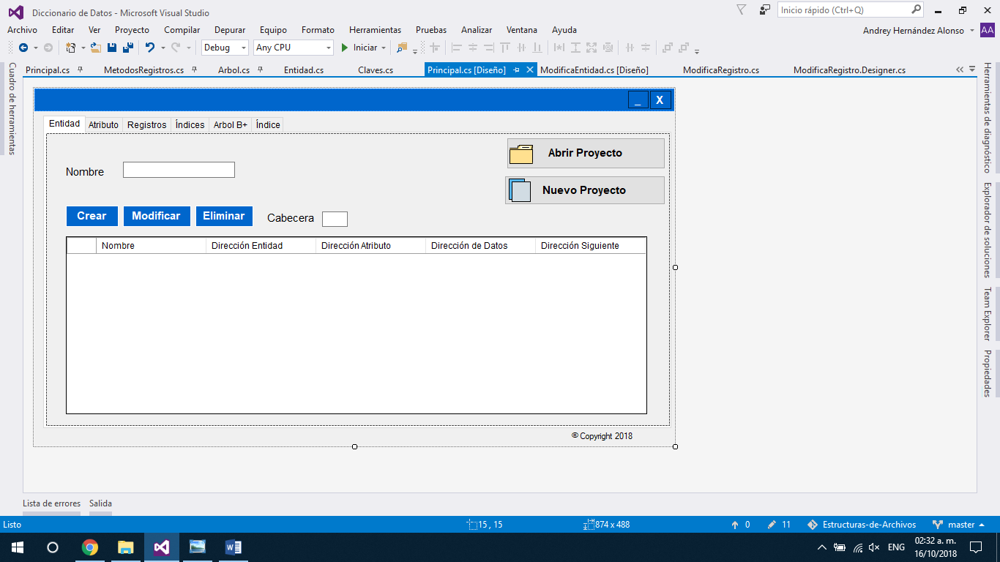 Diccionario de Datos - Microsoft Visual Studio
Inicio rápido (Ctrl+Q)
Archivo Editar Ver Proyecto Compilar Depurar Equipo Formato Herramientas Pruebas Analizar Ventana Ayuda
Andrey Hernández Alonso AA
Debug Any CPU Iniciar
Principal.cs MetodosRegistros.cs Arbol.cs Entidad.cs Claves.cs Principal.cs [Diseño] ModificaEntidad.cs [Diseño] ModificaRegistro.cs ModificaRegistro.Designer.cs
Cuadro de herramientas
_ X
Entidad Atributo Registros Índices Arbol B+ Índice
Abrir Proyecto
Nombre
Nuevo Proyecto
Crear Modificar Eliminar Cabecera
Nombre Dirección Entidad Dirección Atributo Dirección de Datos Dirección Siguiente
© Copyright 2018
Herramientas de diagnóstico
Explorador de soluciones
Team Explorer
Propiedades
Lista de errores Salida
Listo 15 , 15 874 x 488 0 11 Estructuras-de-Archivos master
ENG 02:32 a. m.
16/10/2018